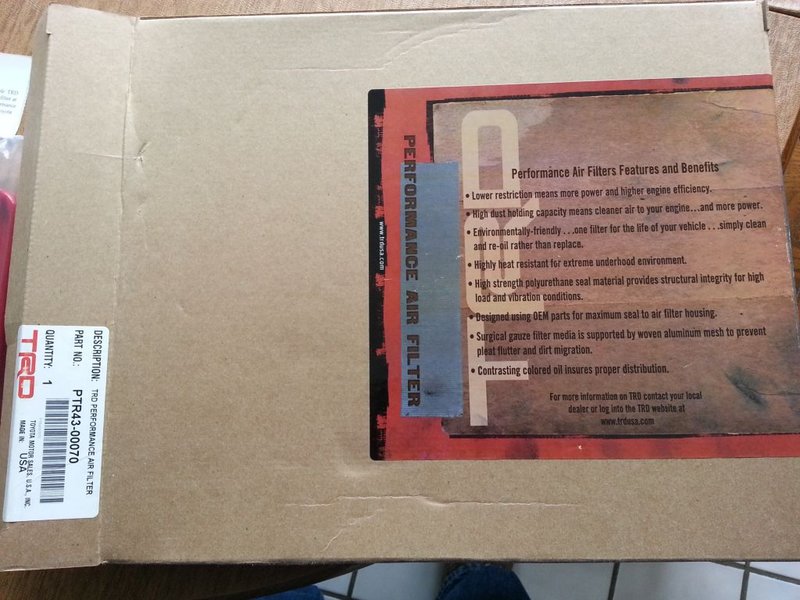 Performance Air Filters Features and Benefits
• Lower restriction means more power and higher engine efficiency.
• High dust holding capacity means cleaner air to your engine...and more power.
• Environmentally-friendly . . .one filter for the life of your vehicle . . .simply clean
and re-oil rather than replace.
• Highly heat resistant for extreme underhood environment.
• High strength polyurethane seal material provides structural integrity for high
load and vibration conditions.
• Designed using OEM parts for maximum seal to air filter housing.
• Surgical gauze filter media is supported by woven aluminum mesh to prevent
pleat flutter and dirt migration.
• Contrasting colored oil insures proper distribution.
For more information on TRD contact your local
dealer or log into the TRD website at
www.trdusa.com
PERFORMANCE AIR FILTER
www.trdusa.com
DESCRIPTION: TRD PERFORMANCE AIR FILTER
PART NO.: PTR43-00070
QUANTITY: 1
TRD
TOYOTA MOTOR SALES, U.S.A., INC.
MADE IN: USA
TRD